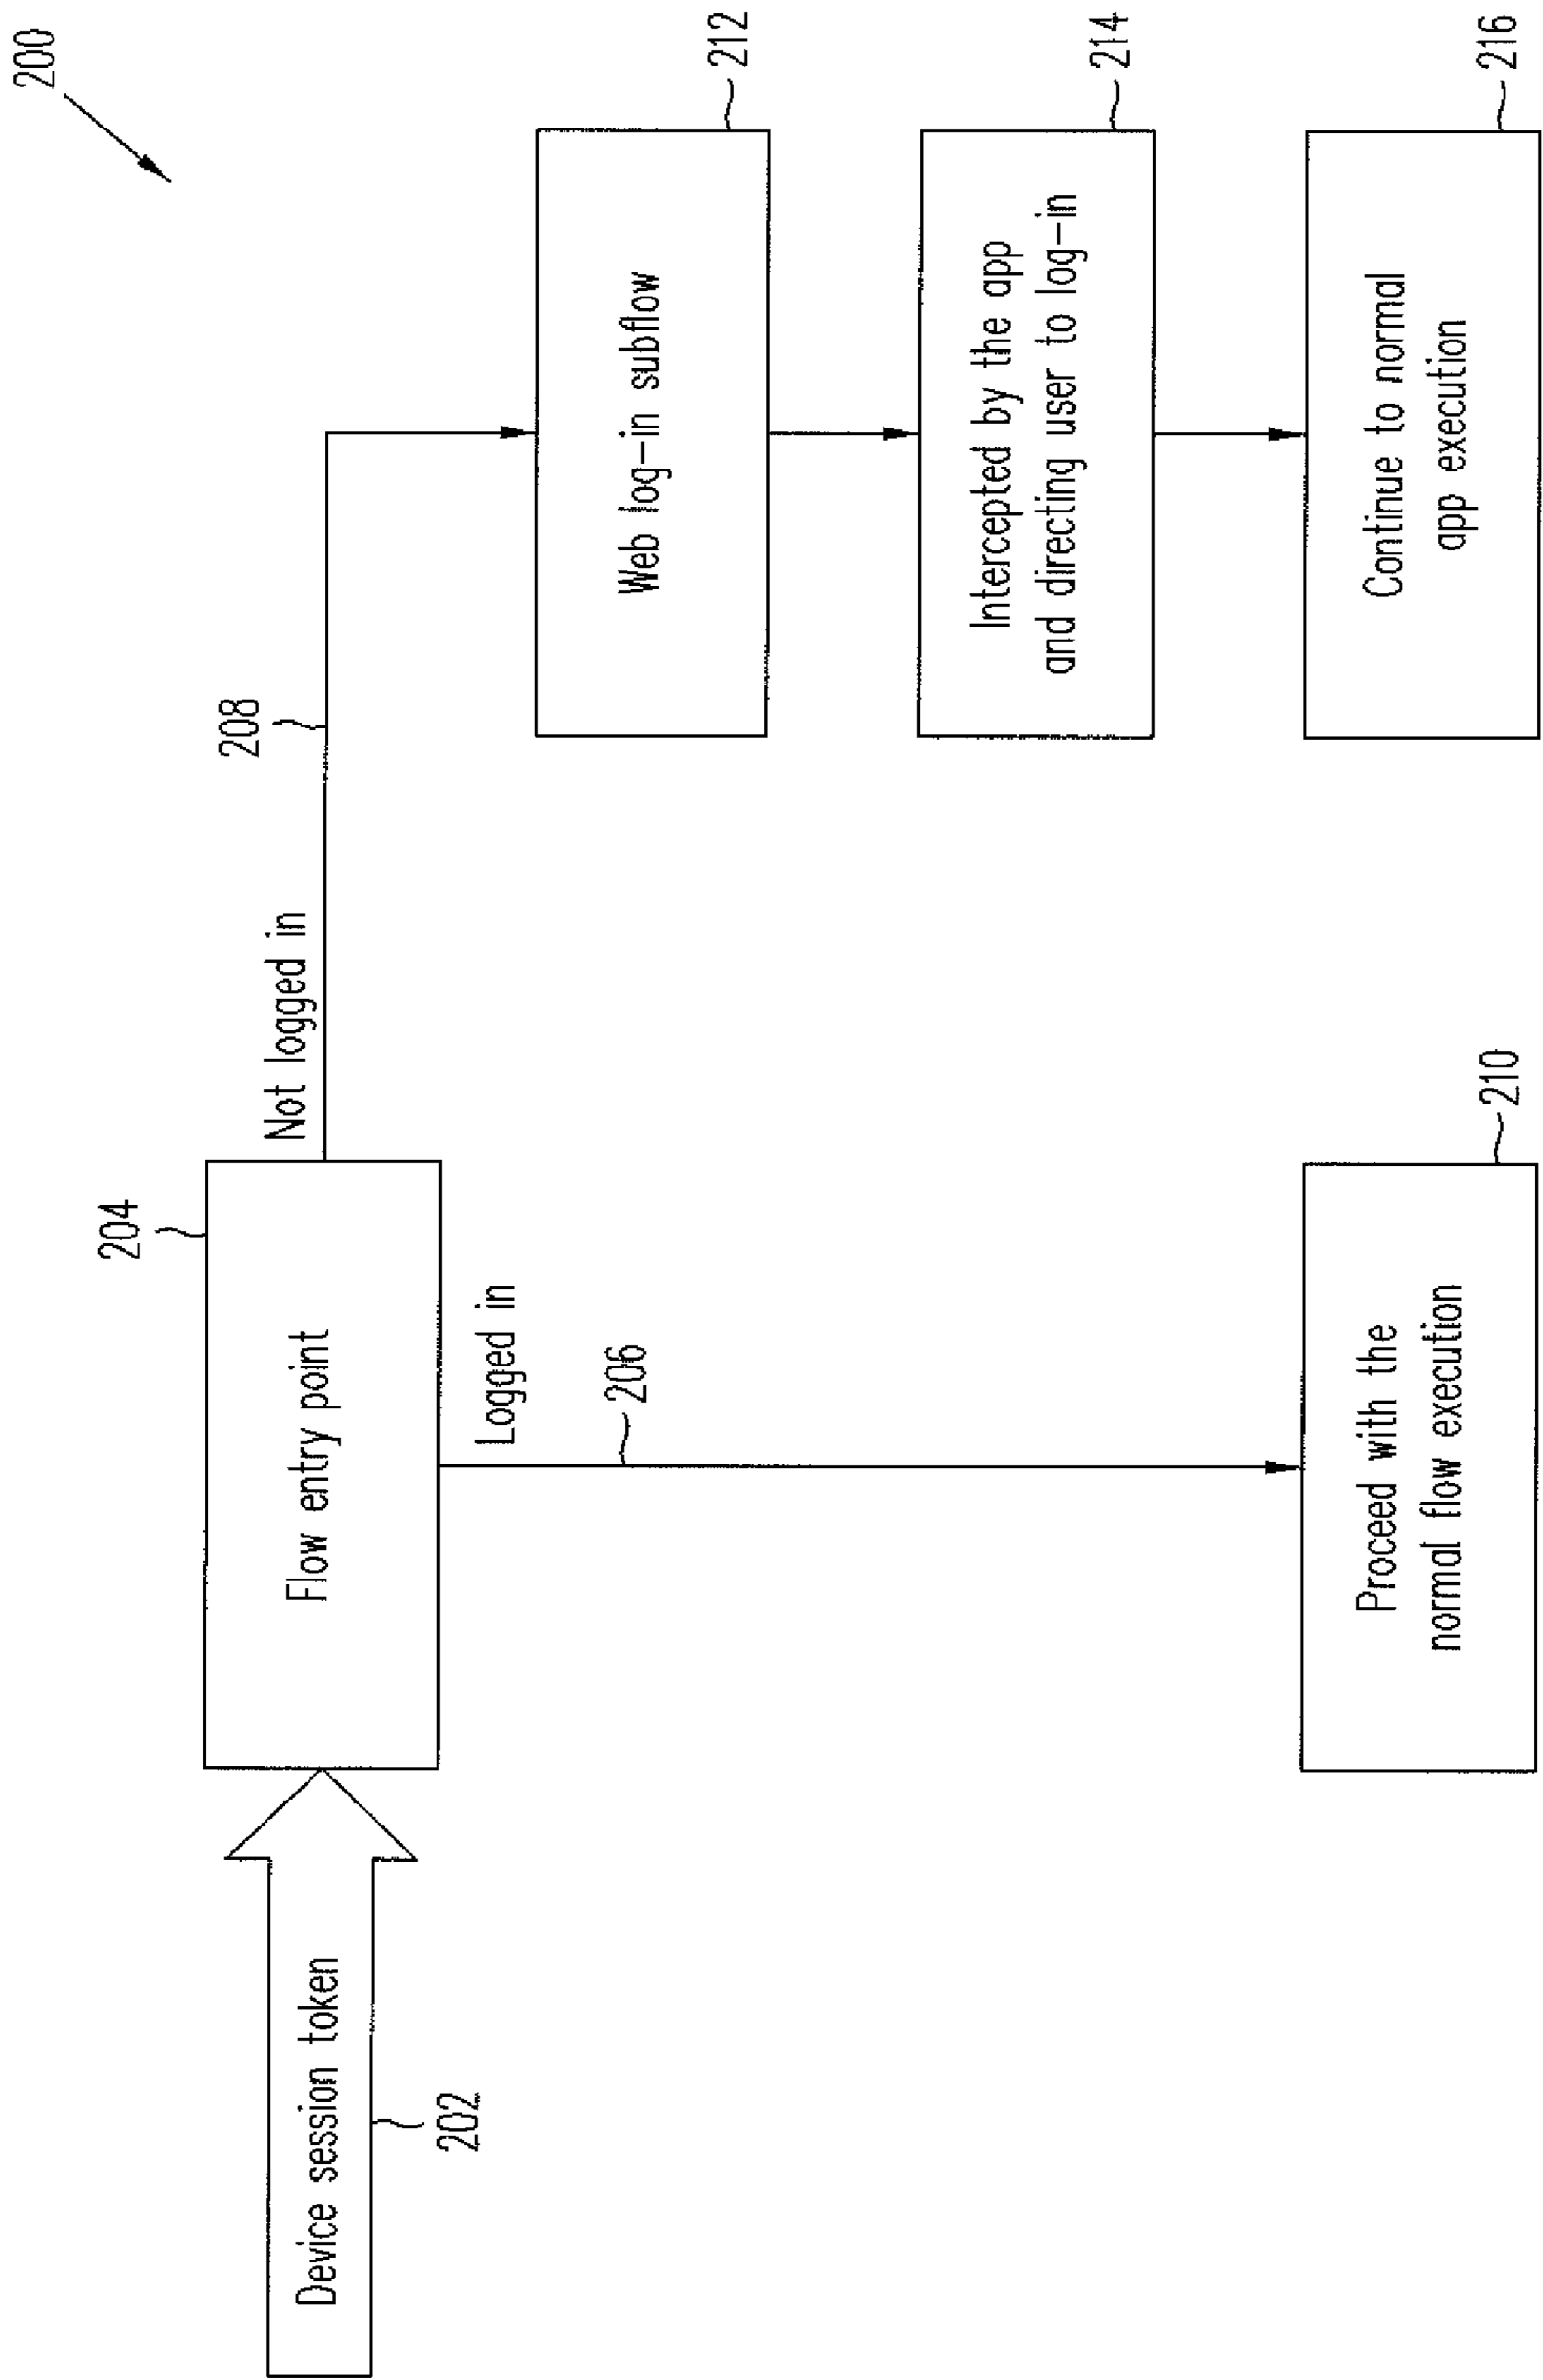 200
Device session token
202
Flow entry point
204
Not logged in
208
Logged in
206
Proceed with the
normal flow execution
210
Web log-in subflow
212
Intercepted by the app
and directing user to log-in
214
Continue to normal
app execution
216